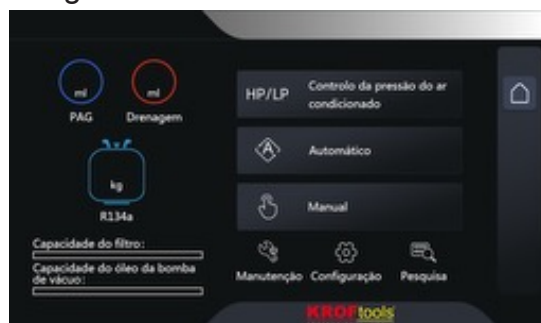 ml
ml
PAG
Drenagem
kg
R134a
Capacidade do filtro:
Capacidade do óleo da bomba
de vácuo:
HP/LP
Controlo da pressão do ar
condicionado
A
Automático
Manual
Manutenção
Configuração
Pesquisa
KROFtools